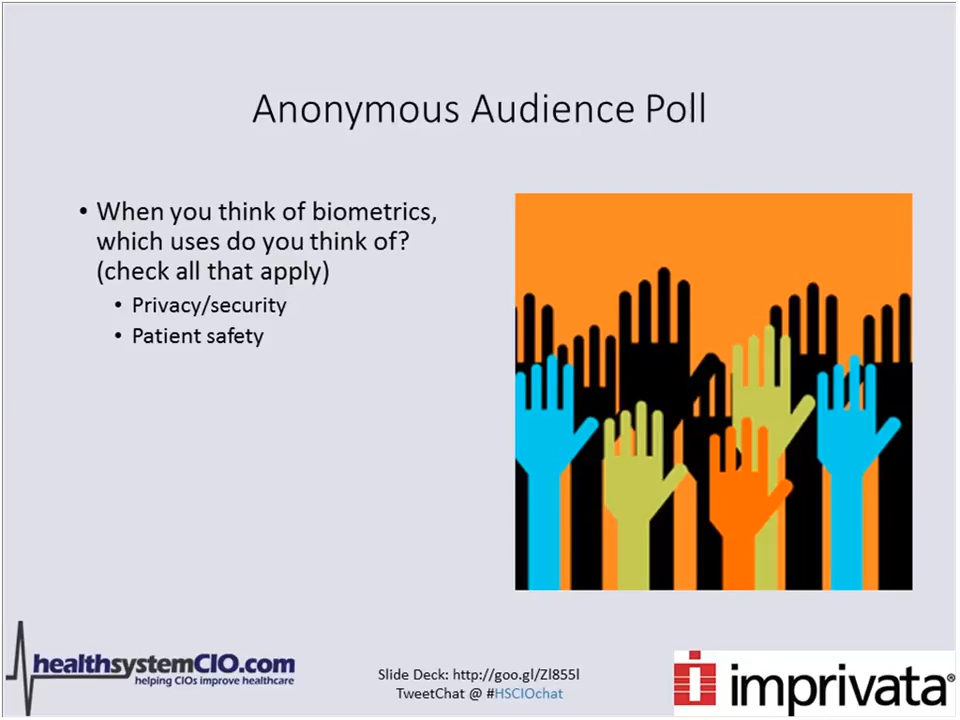 Anonymous Audience Poll
• When you think of biometrics,
which uses do you think of?
(check all that apply)
• Privacy/security
• Patient safety
healthsystemCIO.com
helping CIOs improve healthcare
Slide Deck: http://goo.gl/Zl855l
TweetChat @ #HSCIOchat
imprivata®